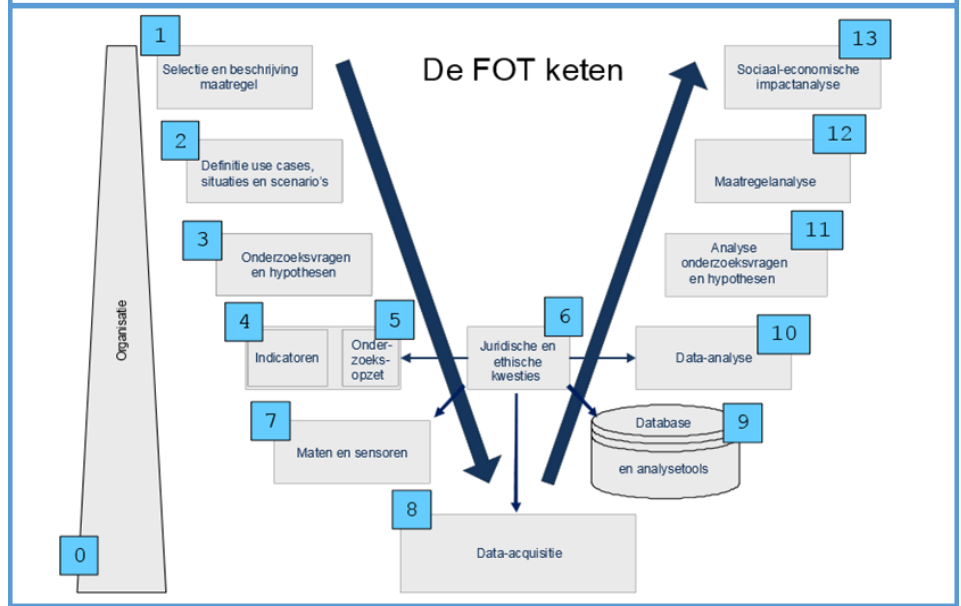 De FOT keten
0
Organisatie
1
Selectie en beschrijving
maatregel
2
Definitie use cases,
situaties en scenario's
3
Onderzoeksvragen
en hypothesen
4
Indicatoren
5
Onder-
zoeks-
opzet
6
Juridische en
ethische
kwesties
7
Maten en sensoren
8
Data-acquisitie
9
Database
en analysetools
10
Data-analyse
11
Analyse
onderzoeksvragen
en hypothesen
12
Maatregelanalyse
13
Sociaal-economische
impactanalyse